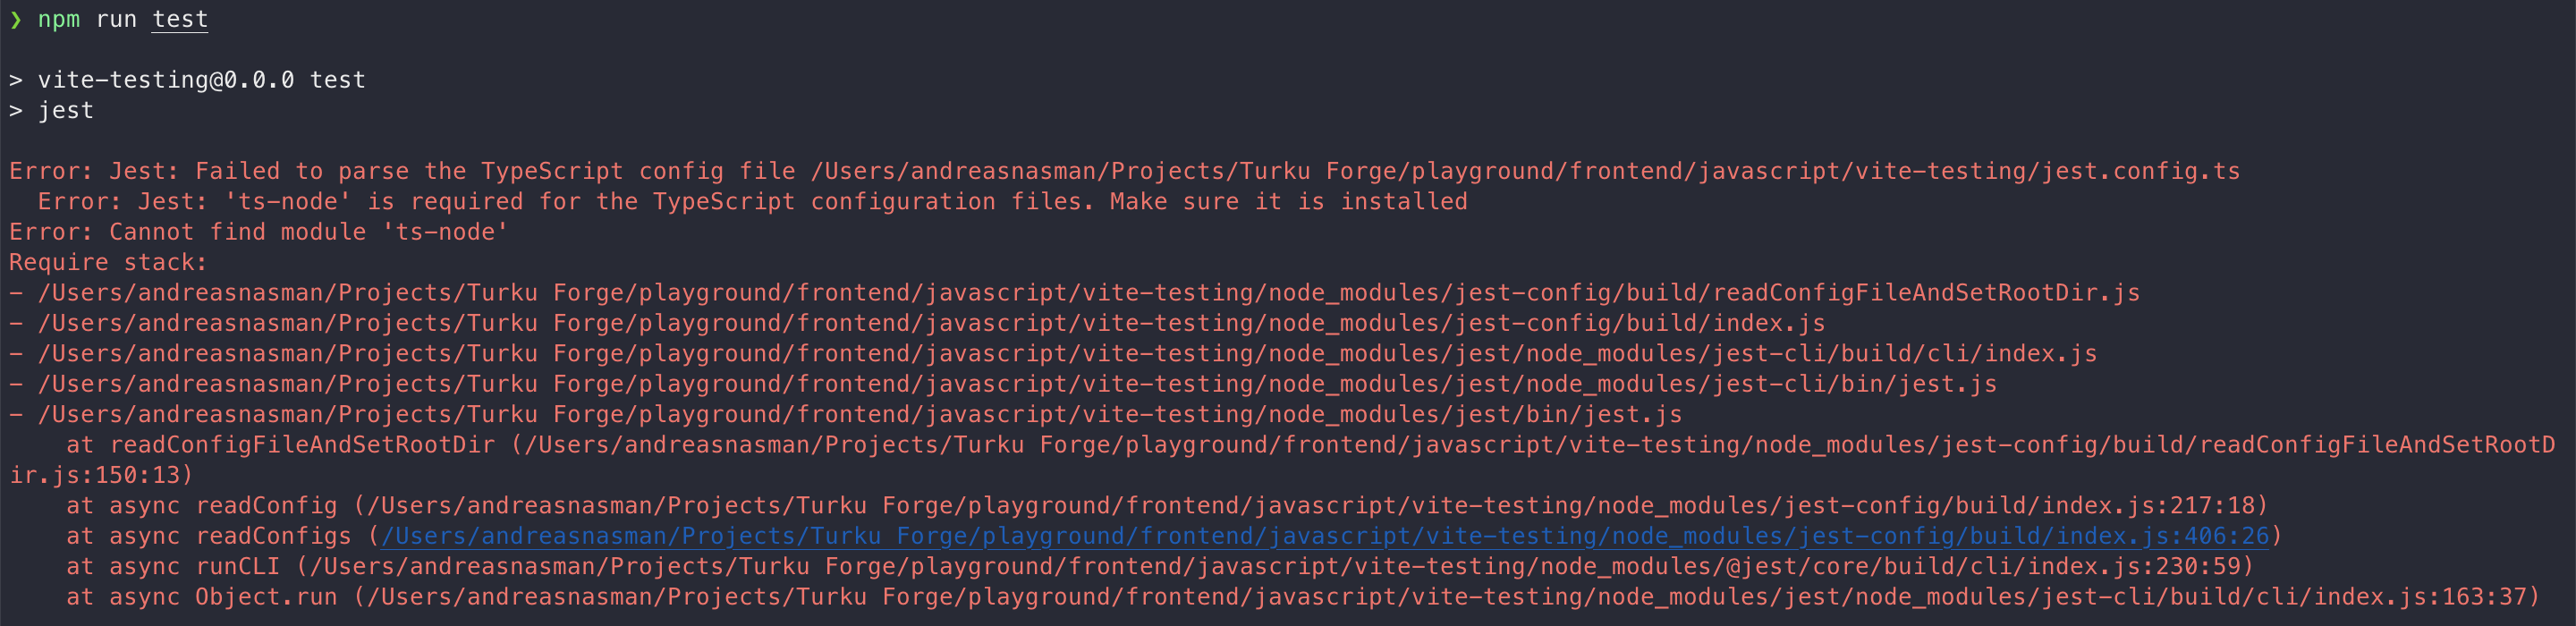 ❯ npm run test
> vite-testing@0.0.0 test
> jest
Error: Jest: Failed to parse the TypeScript config file /Users/andreasnasman/Projects/Turku Forge/playground/frontend/javascript/vite-testing/jest.config.ts
  Error: Jest: 'ts-node' is required for the TypeScript configuration files. Make sure it is installed
Error: Cannot find module 'ts-node'
Require stack:
- /Users/andreasnasman/Projects/Turku Forge/playground/frontend/javascript/vite-testing/node_modules/jest-config/build/readConfigFileAndSetRootDir.js
- /Users/andreasnasman/Projects/Turku Forge/playground/frontend/javascript/vite-testing/node_modules/jest-config/build/index.js
- /Users/andreasnasman/Projects/Turku Forge/playground/frontend/javascript/vite-testing/node_modules/jest/node_modules/jest-cli/build/cli/index.js
- /Users/andreasnasman/Projects/Turku Forge/playground/frontend/javascript/vite-testing/node_modules/jest/node_modules/jest-cli/bin/jest.js
- /Users/andreasnasman/Projects/Turku Forge/playground/frontend/javascript/vite-testing/node_modules/jest/bin/jest.js
    at readConfigFileAndSetRootDir (/Users/andreasnasman/Projects/Turku Forge/playground/frontend/javascript/vite-testing/node_modules/jest-config/build/readConfigFileAndSetRootD
ir.js:150:13)
    at async readConfig (/Users/andreasnasman/Projects/Turku Forge/playground/frontend/javascript/vite-testing/node_modules/jest-config/build/index.js:217:18)
    at async readConfigs (/Users/andreasnasman/Projects/Turku Forge/playground/frontend/javascript/vite-testing/node_modules/jest-config/build/index.js:406:26)
    at async runCLI (/Users/andreasnasman/Projects/Turku Forge/playground/frontend/javascript/vite-testing/node_modules/@jest/core/build/cli/index.js:230:59)
    at async Object.run (/Users/andreasnasman/Projects/Turku Forge/playground/frontend/javascript/vite-testing/node_modules/jest/node_modules/jest-cli/build/cli/index.js:163:37)